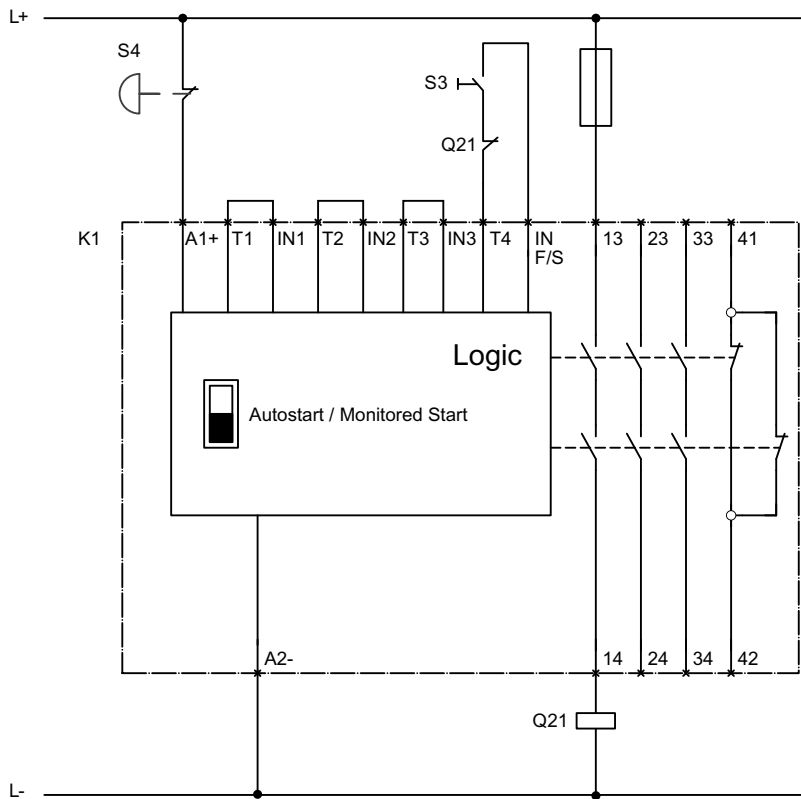 L+
S4
S3
Q21
K1
A1+ T1 IN1 T2 IN2 T3 IN3 T4 IN F/S 13 23 33 41
Logic
Autostart / Monitored Start
A2- 14 24 34 42
Q21
L-